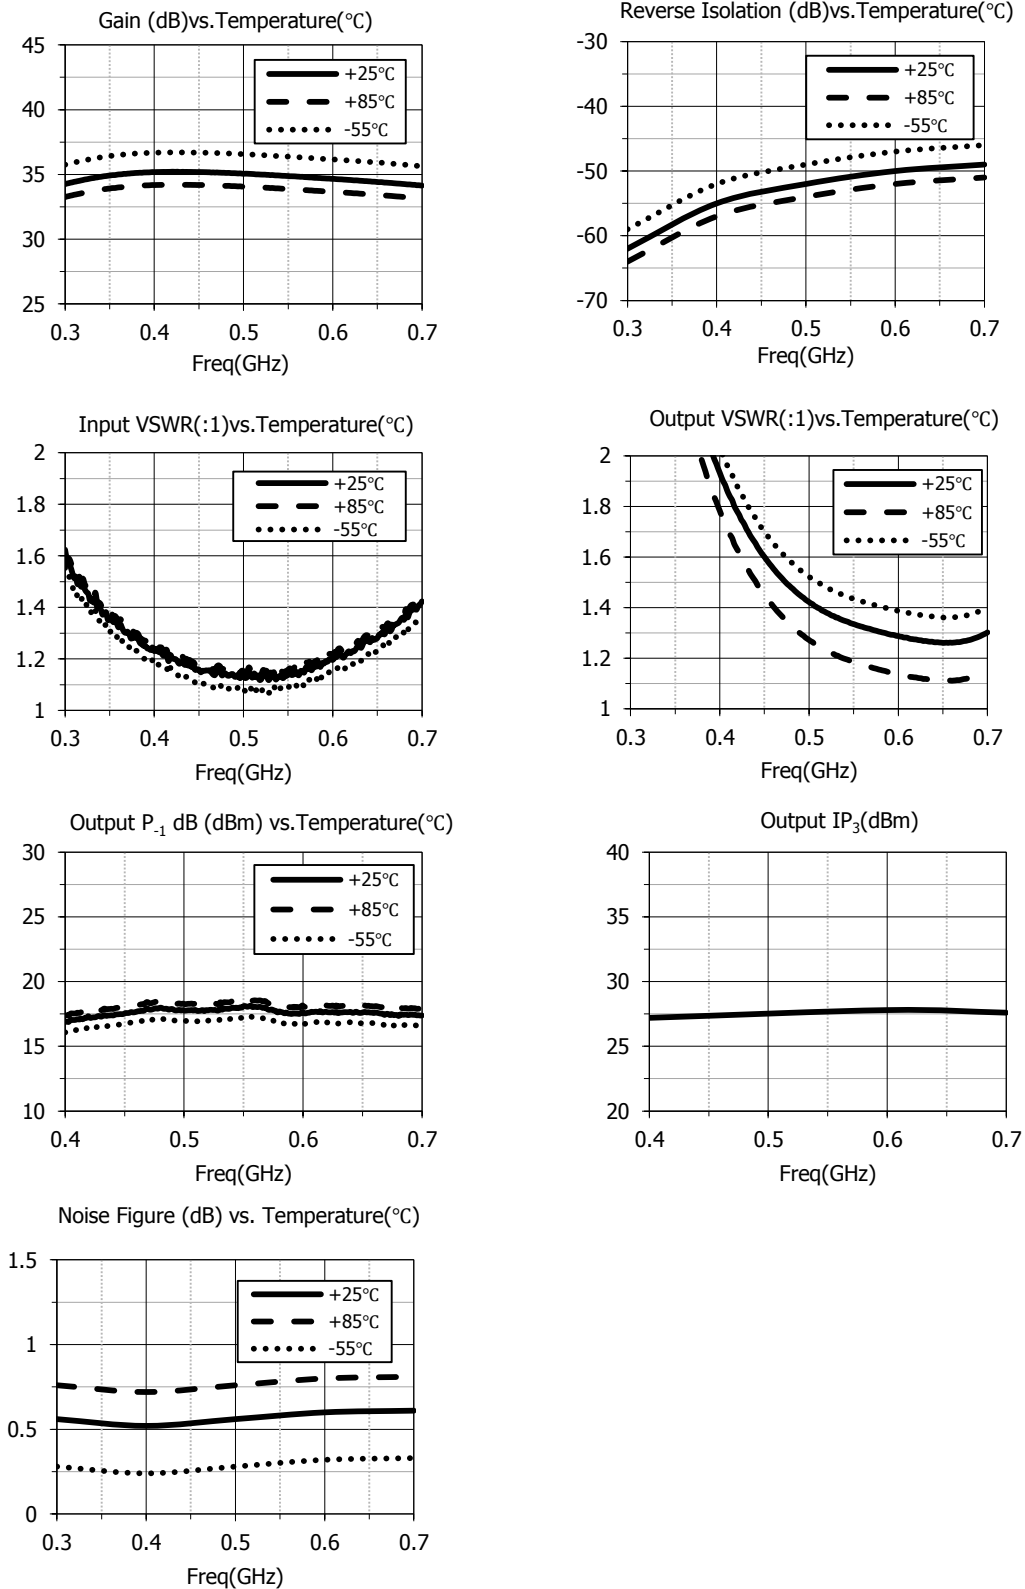 Gain (dB)vs.Temperature(℃)
45
40
35
30
25
+25℃
+85℃
-55℃
0.3 0.4 0.5 0.6 0.7
Freq(GHz)
Reverse Isolation (dB)vs.Temperature(℃)
-30
-40
-50
-60
-70
+25℃
+85℃
-55℃
0.3 0.4 0.5 0.6 0.7
Freq(GHz)
Input VSWR(:1)vs.Temperature(℃)
2
1.8
1.6
1.4
1.2
1
+25℃
+85℃
-55℃
0.3 0.4 0.5 0.6 0.7
Freq(GHz)
Output VSWR(:1)vs.Temperature(℃)
2
1.8
1.6
1.4
1.2
1
+25℃
+85℃
-55℃
0.3 0.4 0.5 0.6 0.7
Freq(GHz)
Output P-1 dB (dBm) vs.Temperature(℃)
30
25
20
15
10
+25℃
+85℃
-55℃
0.4 0.5 0.6 0.7
Freq(GHz)
Output IP3(dBm)
40
35
30
25
20
0.4 0.5 0.6 0.7
Freq(GHz)
Noise Figure (dB) vs. Temperature(℃)
1.5
1
0.5
0
+25℃
+85℃
-55℃
0.3 0.4 0.5 0.6 0.7
Freq(GHz)